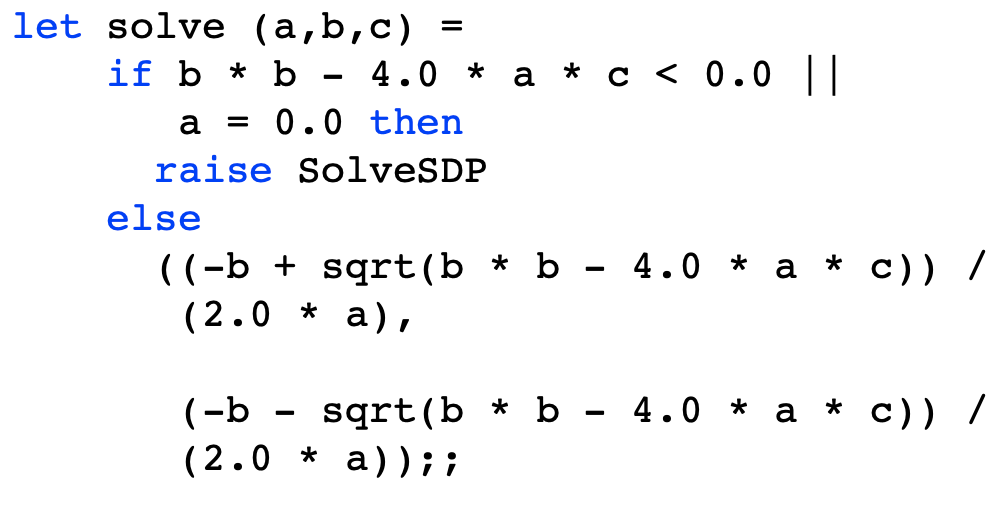 let solve (a,b,c) =
    if b * b - 4.0 * a * c < 0.0 ||
       a = 0.0 then
      raise SolveSDP
    else
      ((-b + sqrt(b * b - 4.0 * a * c)) /
       (2.0 * a),
       (-b - sqrt(b * b - 4.0 * a * c)) /
       (2.0 * a));;